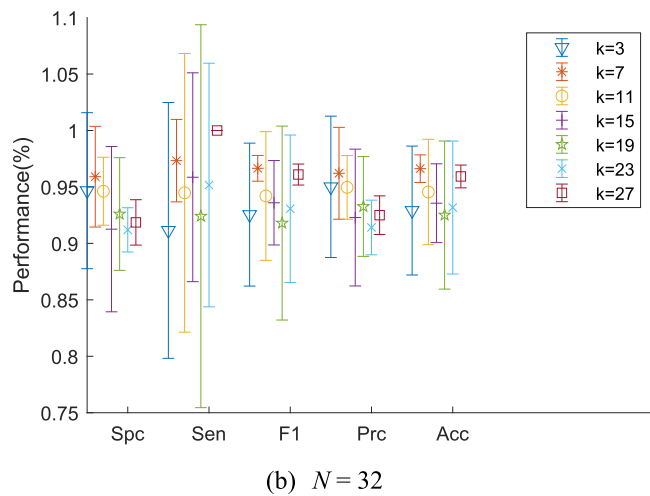 1.1
1.05
1
0.95
0.9
0.85
0.8
0.75
Performance(%)
Spc Sen F1 Prc Acc
k=3
k=7
k=11
k=15
k=19
k=23
k=27
(b) N = 32